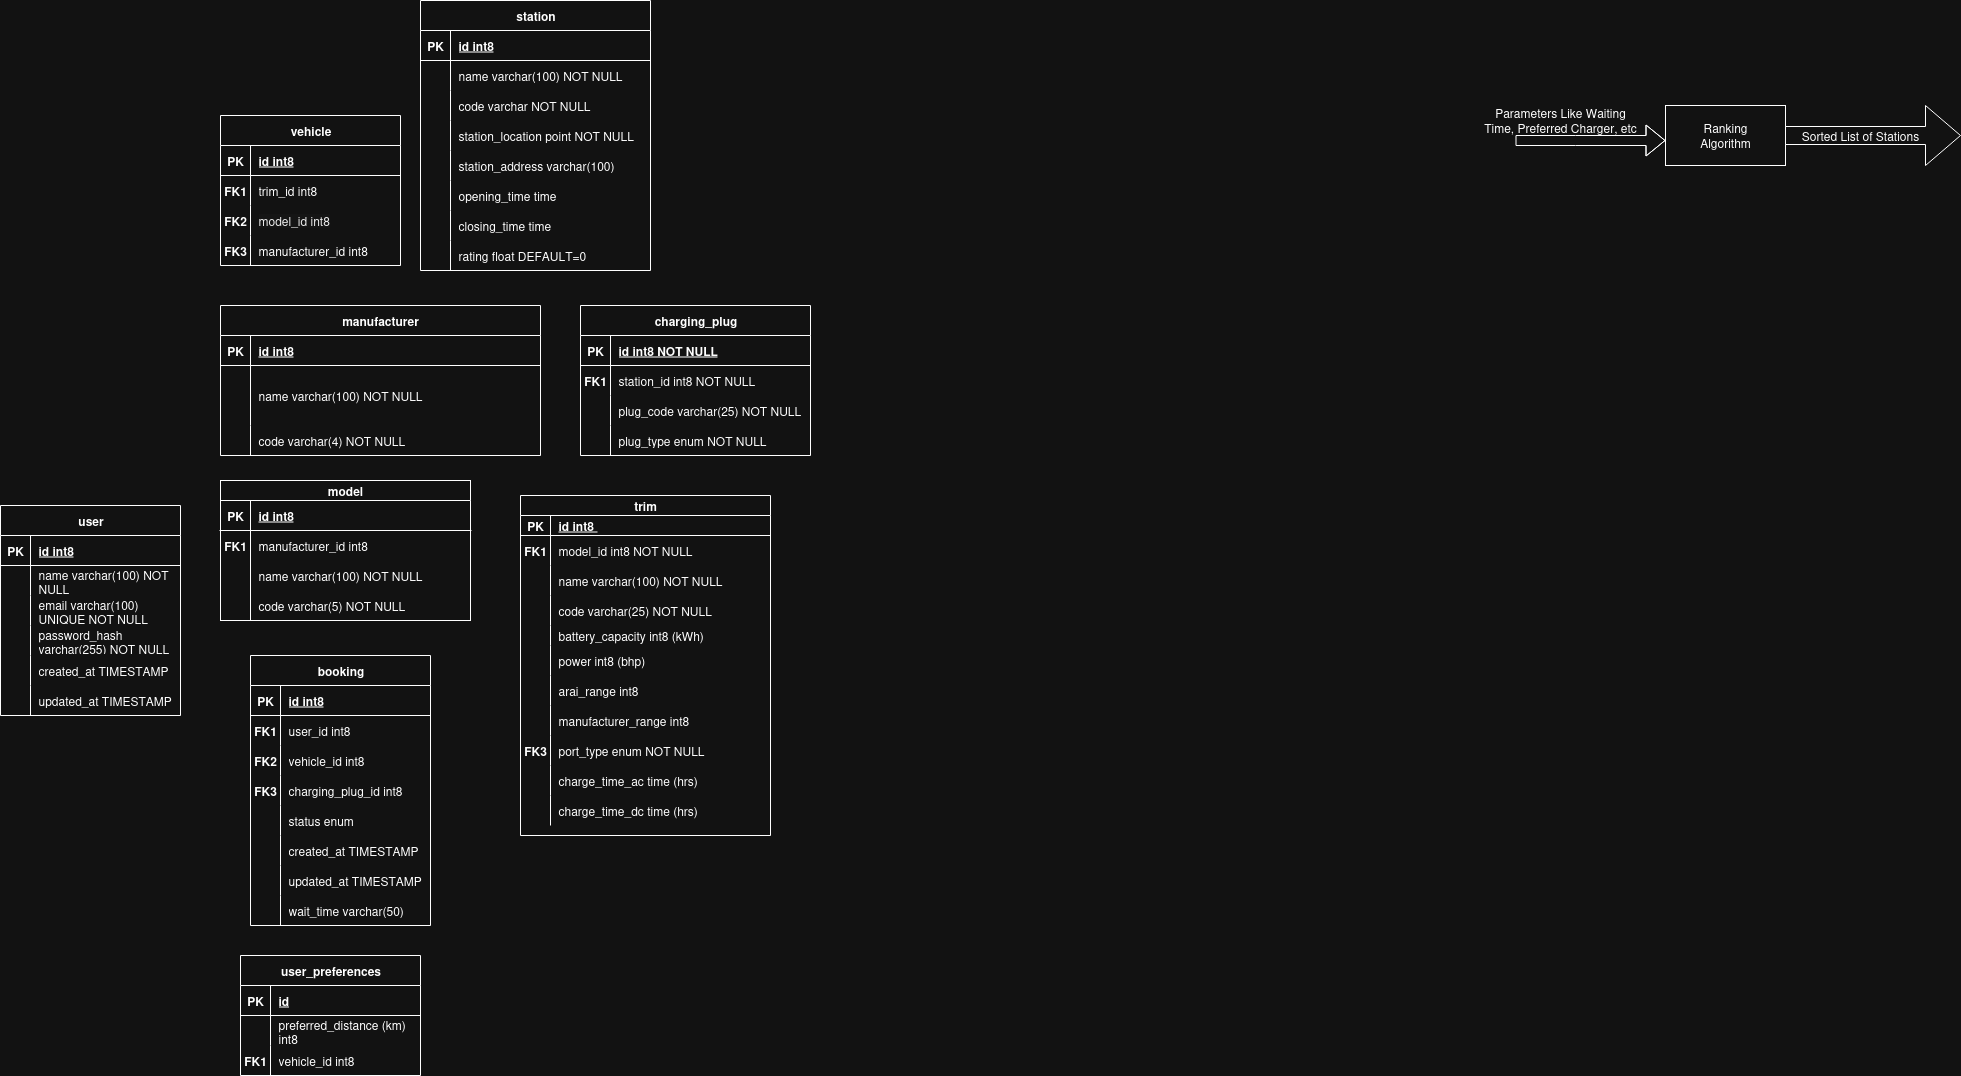 station
PK id int8
name varchar(100) NOT NULL
code varchar NOT NULL
station_location point NOT NULL
station_address varchar(100)
opening_time time
closing_time time
rating float DEFAULT=0
vehicle
PK id int8
FK1 trim_id int8
FK2 model_id int8
FK3 manufacturer_id int8
Parameters Like Waiting
Time, Preferred Charger, etc
Ranking
Algorithm
Sorted List of Stations
manufacturer
PK id int8
name varchar(100) NOT NULL
code varchar(4) NOT NULL
charging_plug
PK id int8 NOT NULL
FK1 station_id int8 NOT NULL
plug_code varchar(25) NOT NULL
plug_type enum NOT NULL
user
PK id int8
name varchar(100) NOT
NULL
email varchar(100)
UNIQUE NOT NULL
password_hash
varchar(255) NOT NULL
created_at TIMESTAMP
updated_at TIMESTAMP
model
PK id int8
FK1 manufacturer_id int8
name varchar(100) NOT NULL
code varchar(5) NOT NULL
trim
PK id int8
FK1 model_id int8 NOT NULL
name varchar(100) NOT NULL
code varchar(25) NOT NULL
battery_capacity int8 (kWh)
power int8 (bhp)
arai_range int8
manufacturer_range int8
FK3 port_type enum NOT NULL
charge_time_ac time (hrs)
charge_time_dc time (hrs)
booking
PK id int8
FK1 user_id int8
FK2 vehicle_id int8
FK3 charging_plug_id int8
status enum
created_at TIMESTAMP
updated_at TIMESTAMP
wait_time varchar(50)
user_preferences
PK id
preferred_distance (km)
int8
FK1 vehicle_id int8